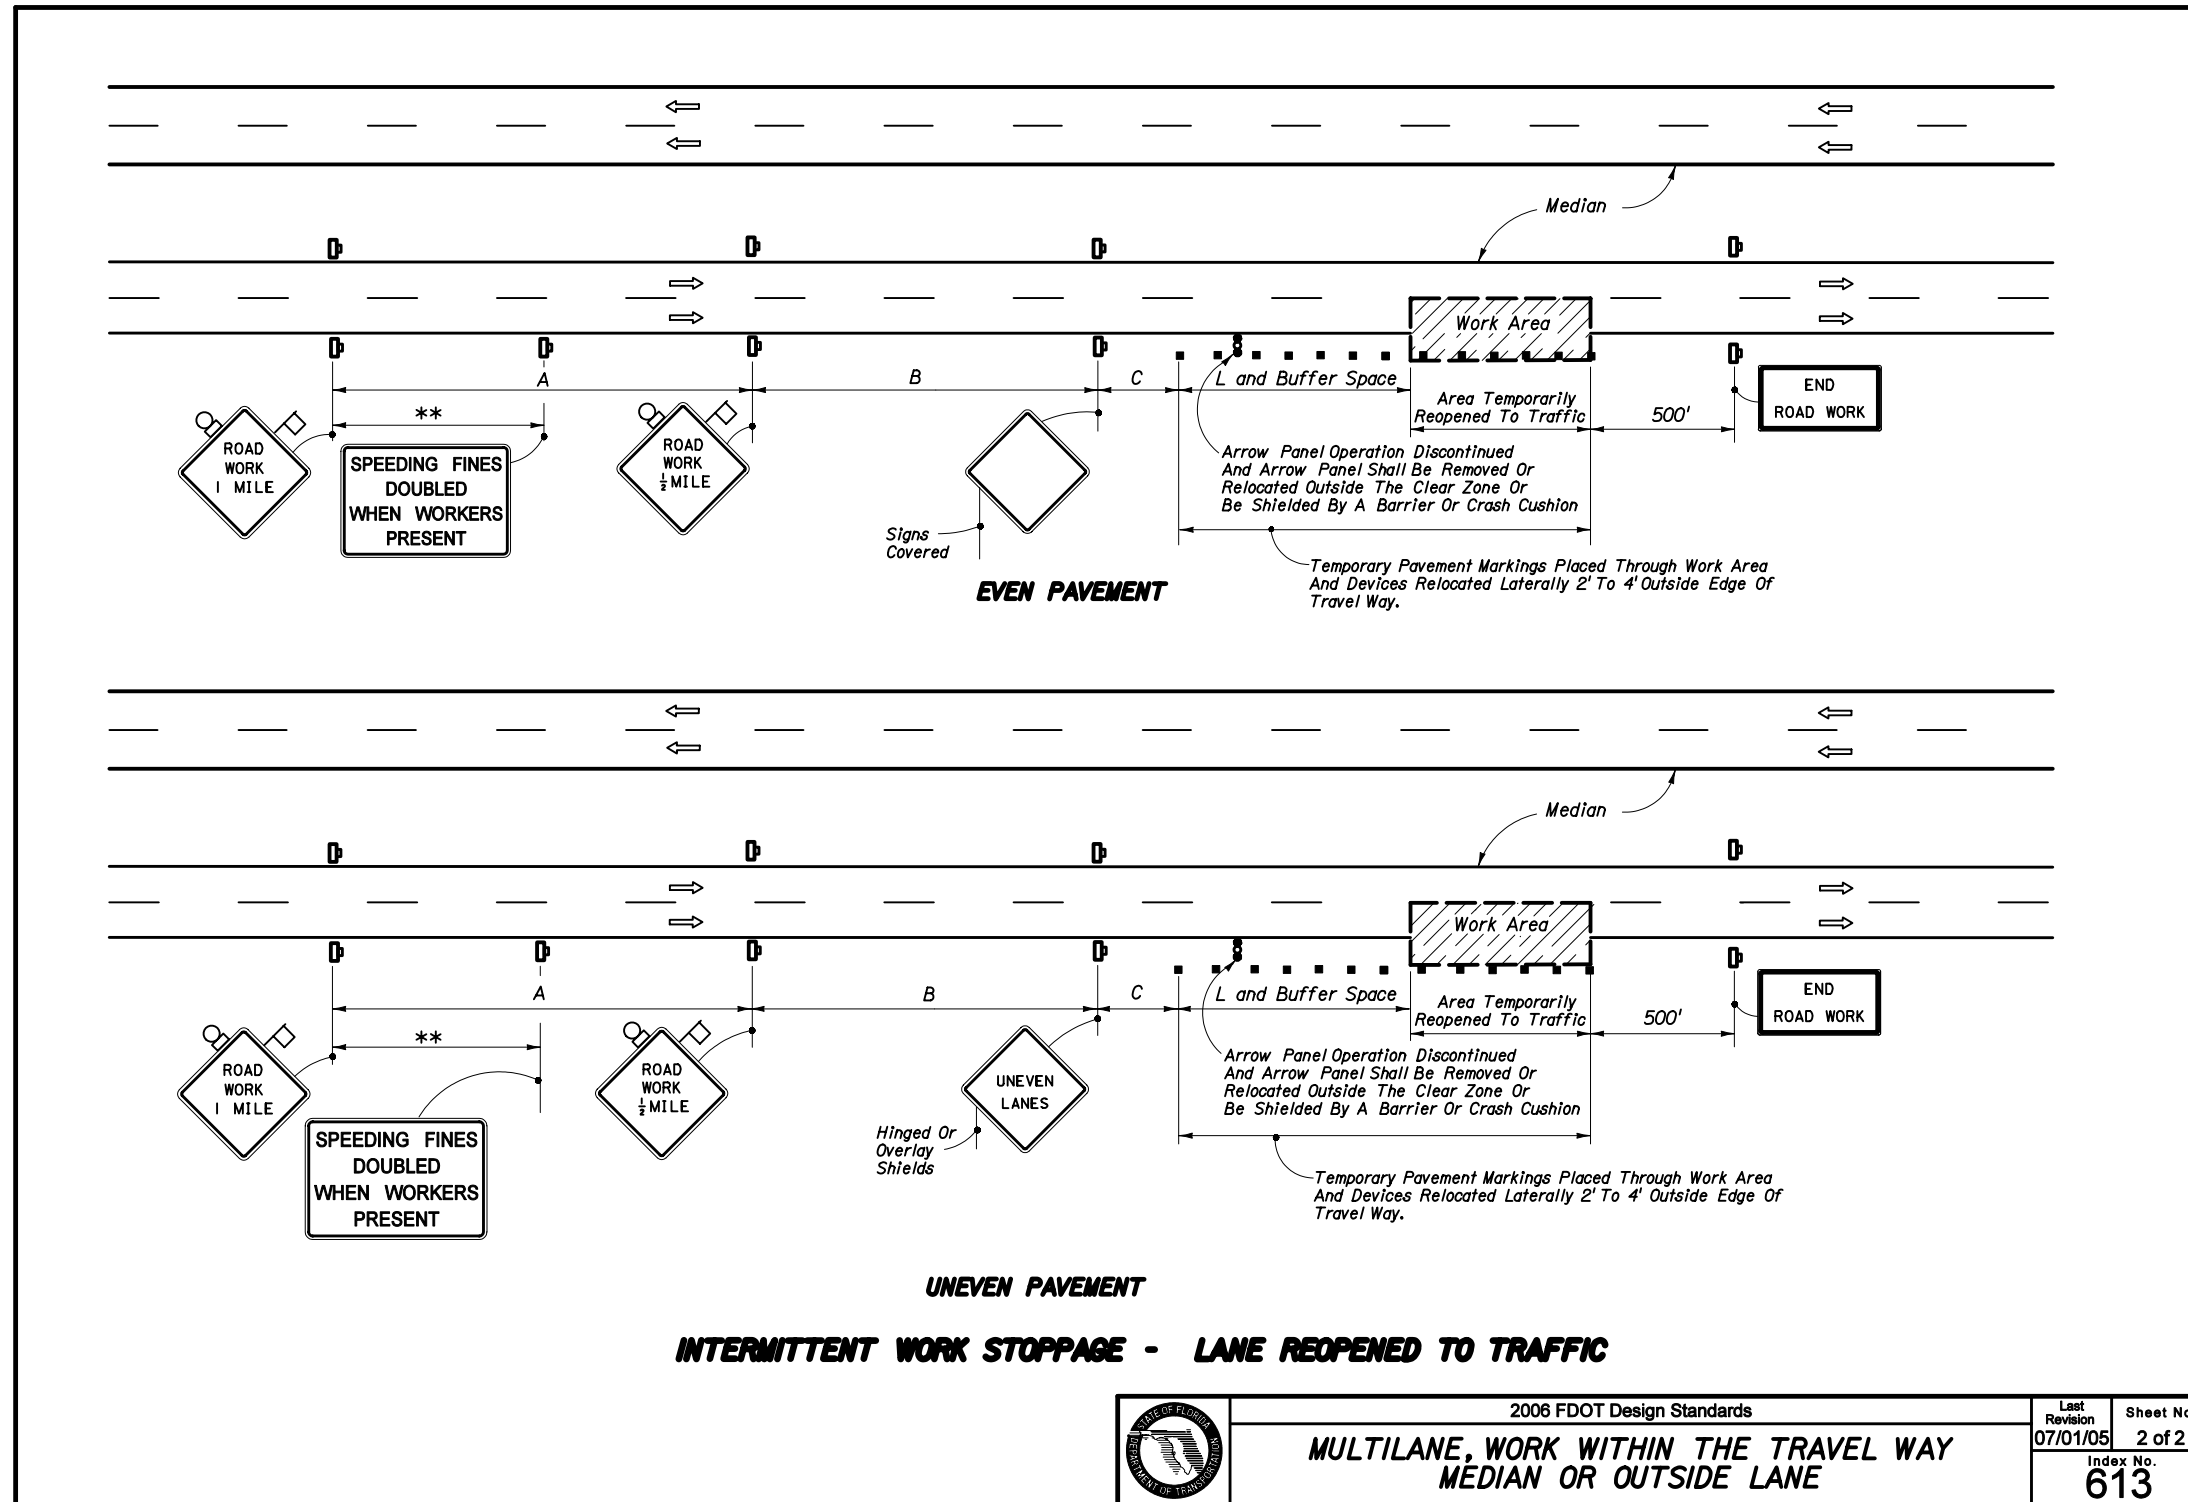 Median
Work Area
A
B
C
L and Buffer Space
**
Area Temporarily
Reopened To Traffic
500'
END
ROAD WORK
ROAD
WORK
1 MILE
SPEEDING FINES
DOUBLED
WHEN WORKERS
PRESENT
ROAD
WORK
½ MILE
Signs
Covered
Arrow Panel Operation Discontinued
And Arrow Panel Shall Be Removed Or
Relocated Outside The Clear Zone Or
Be Shielded By A Barrier Or Crash Cushion
Temporary Pavement Markings Placed Through Work Area
And Devices Relocated Laterally 2' To 4' Outside Edge Of
Travel Way.
EVEN PAVEMENT
Median
Work Area
A
B
C
L and Buffer Space
**
Area Temporarily
Reopened To Traffic
500'
END
ROAD WORK
ROAD
WORK
1 MILE
SPEEDING FINES
DOUBLED
WHEN WORKERS
PRESENT
ROAD
WORK
½ MILE
UNEVEN
LANES
Hinged Or
Overlay
Shields
Arrow Panel Operation Discontinued
And Arrow Panel Shall Be Removed Or
Relocated Outside The Clear Zone Or
Be Shielded By A Barrier Or Crash Cushion
Temporary Pavement Markings Placed Through Work Area
And Devices Relocated Laterally 2' To 4' Outside Edge Of
Travel Way.
UNEVEN PAVEMENT
INTERMITTENT WORK STOPPAGE - LANE REOPENED TO TRAFFIC
STATE OF FLORIDA
DEPARTMENT OF TRANSPORTATION
2006 FDOT Design Standards
MULTILANE, WORK WITHIN THE TRAVEL WAY
MEDIAN OR OUTSIDE LANE
Last
Revision
07/01/05
Sheet No
2 of 2
Index No.
613